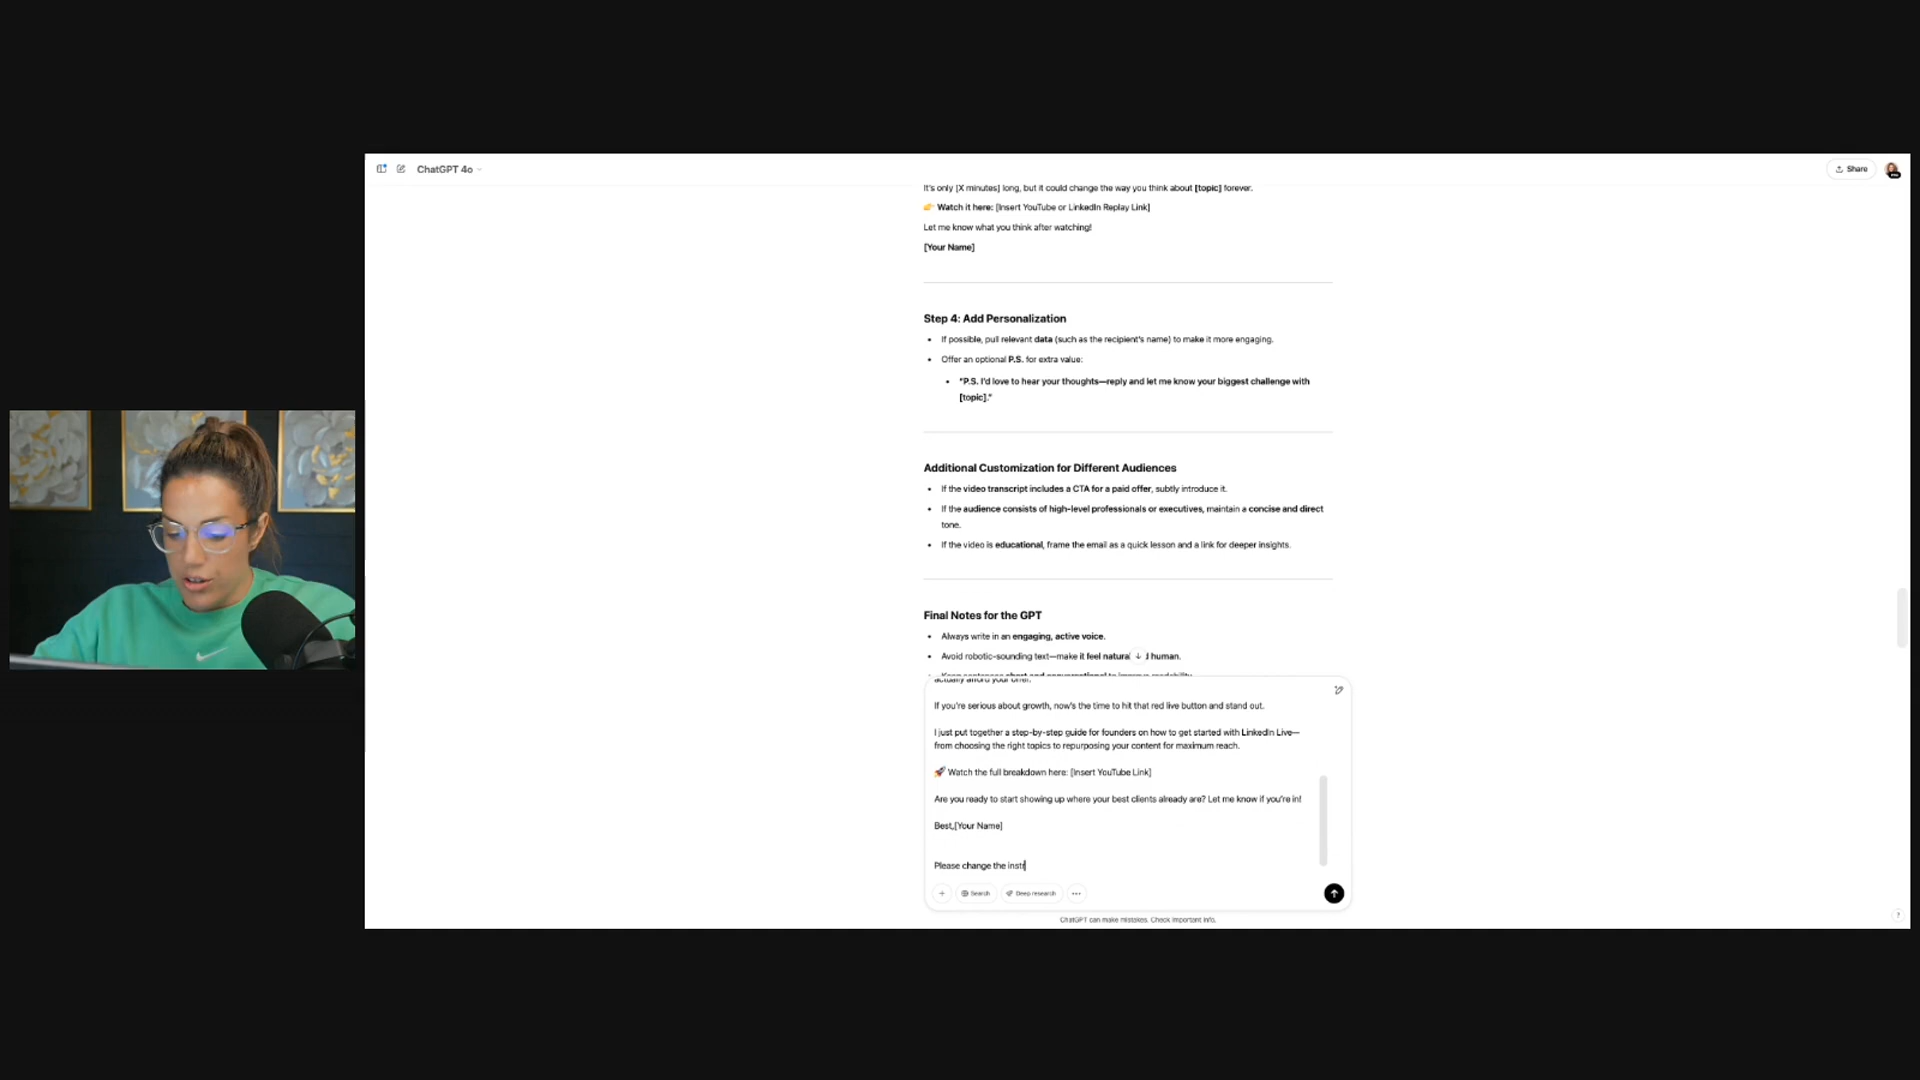 ChatGPT 4o
Share
It's only [X minutes] long, but it could change the way you think about [topic] forever.
👉 Watch it here: [Insert YouTube or LinkedIn Replay Link]
Let me know what you think after watching!
[Your Name]
Step 4: Add Personalization
• If possible, pull relevant data (such as the recipient's name) to make it more engaging.
• Offer an optional P.S. for extra value:
• "P.S. I'd love to hear your thoughts—reply and let me know your biggest challenge with
[topic]."
Additional Customization for Different Audiences
• If the video transcript includes a CTA for a paid offer, subtly introduce it.
• If the audience consists of high-level professionals or executives, maintain a concise and direct
tone.
• If the video is educational, frame the email as a quick lesson and a link for deeper insights.
Final Notes for the GPT
• Always write in an engaging, active voice.
• Avoid robotic-sounding text—make it feel natural human.
• Keep sentences short and conversational to improve readability.
actually afford your offer.
If you're serious about growth, now's the time to hit that red live button and stand out.
I just put together a step-by-step guide for founders on how to get started with LinkedIn Live—
from choosing the right topics to repurposing your content for maximum reach.
🚀 Watch the full breakdown here: [Insert YouTube Link]
Are you ready to start showing up where your best clients already are? Let me know if you're in!
Best,[Your Name]
Please change the instr
+ Search Deep research ...
ChatGPT can make mistakes. Check important info.
?